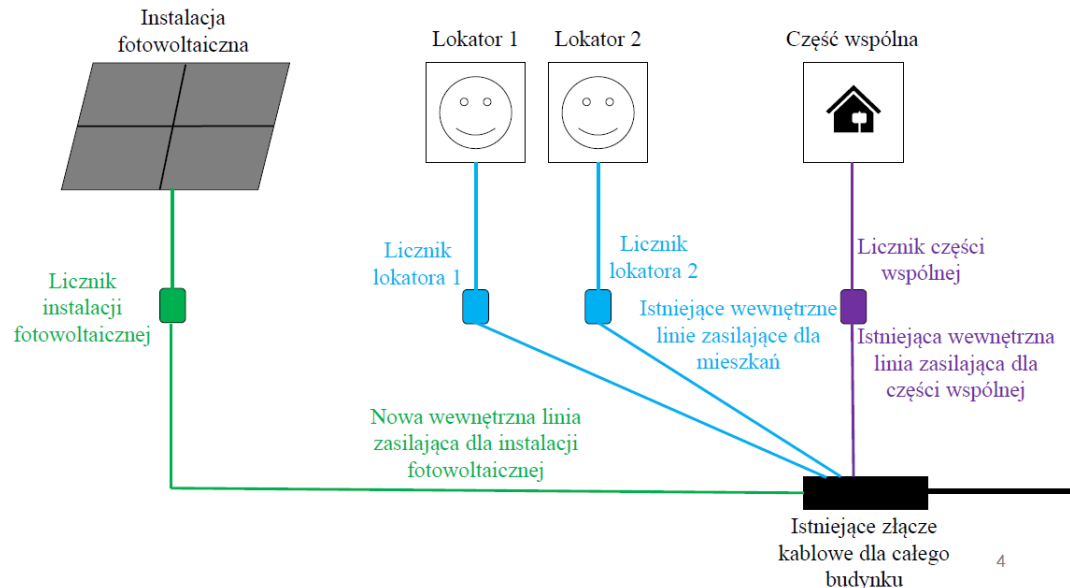 Instalacja
fotowoltaiczna
Lokator 1
Lokator 2
Część wspólna
Licznik
instalacji
fotowoltaicznej
Licznik
lokatora 1
Licznik
lokatora 2
Istniejące wewnętrzne
linie zasilające dla
mieszkań
Licznik części
wspólnej
Istniejąca wewnętrzna
linia zasilająca dla
części wspólnej
Nowa wewnętrzna linia
zasilająca dla instalacji
fotowoltaicznej
Istniejące złącze
kablowe dla całego
budynku
4